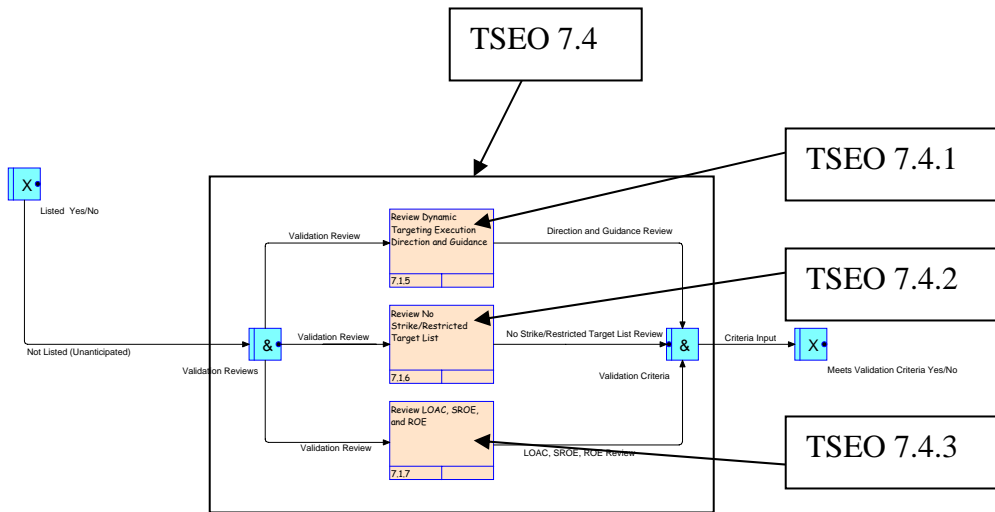 TSEO 7.4
TSEO 7.4.1
X
Listed Yes/No
Review Dynamic
Targeting Execution
Direction and Guidance
7.1.5
Validation Review
Direction and Guidance Review
TSEO 7.4.2
Review No
Strike/Restricted
Target List
7.1.6
Validation Review
No Strike/Restricted Target List Review
Not Listed (Unanticipated)
&
Validation Reviews
&
Validation Criteria
Criteria Input
X
Meets Validation Criteria Yes/No
Review LOAC, SROE,
and ROE
7.1.7
Validation Review
LOAC, SROE, ROE Review
TSEO 7.4.3